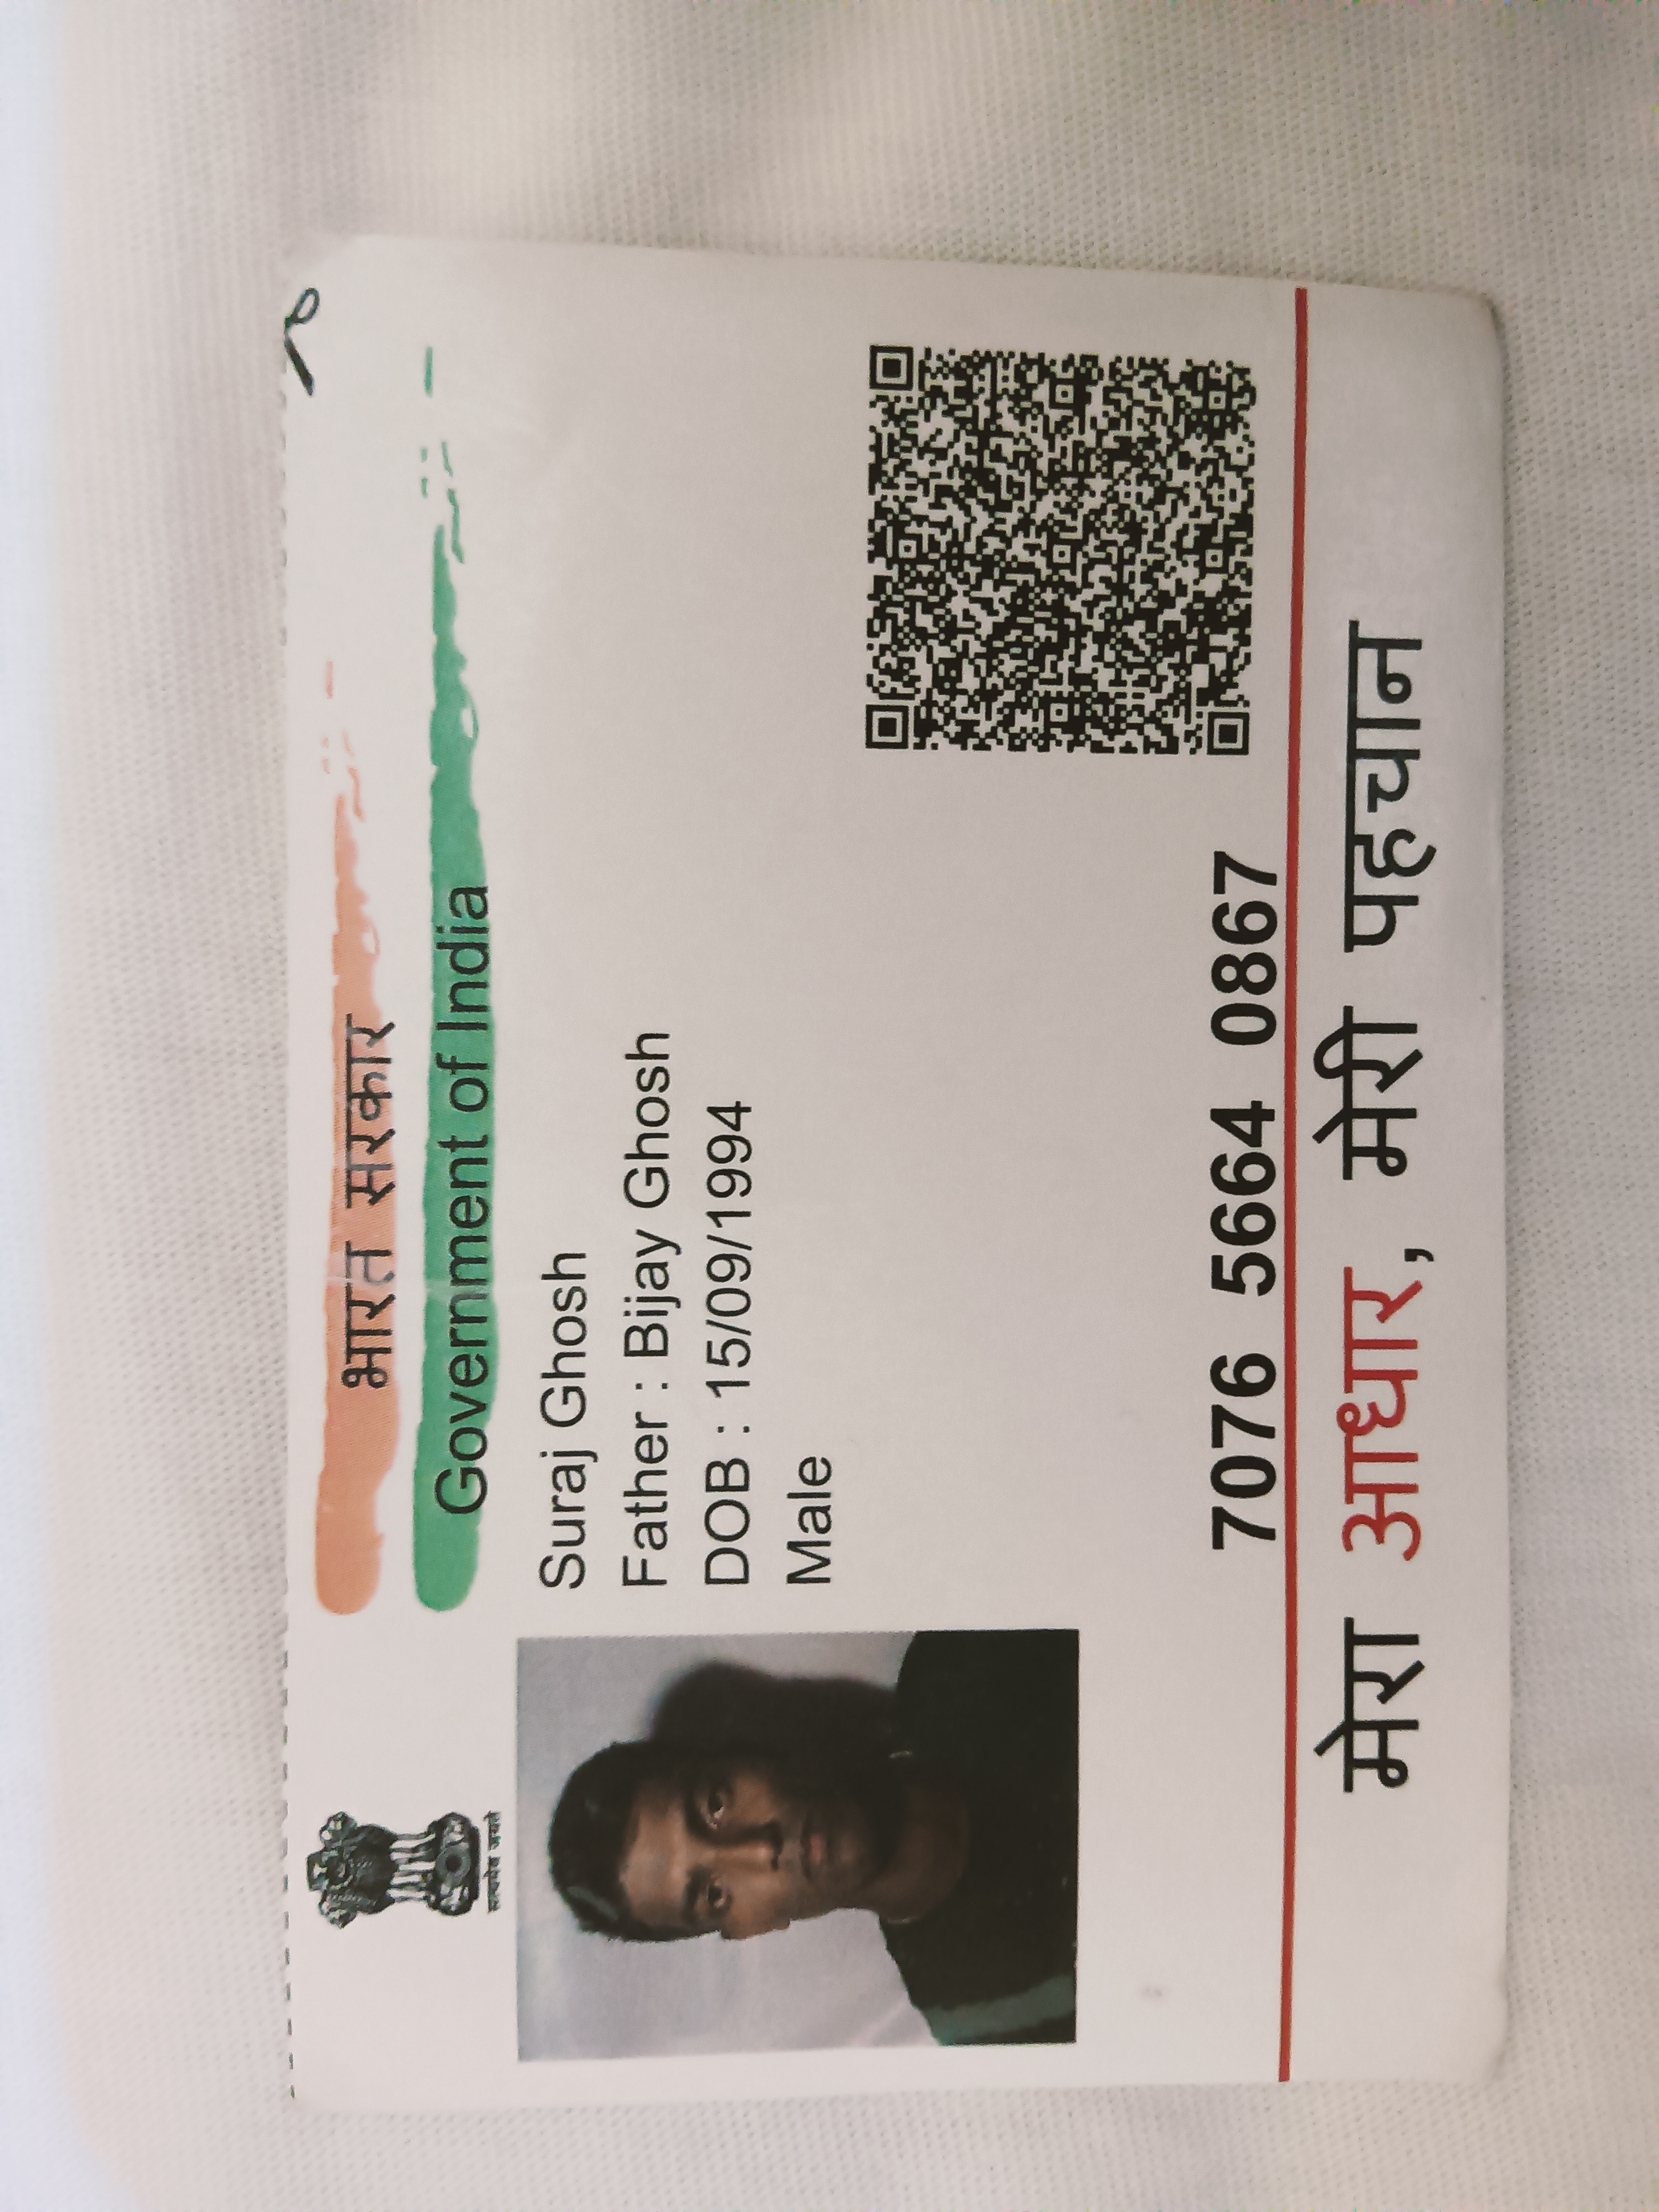 भारत सरकार
Government of India
सत्यमेव जयते
Suraj Ghosh
Father : Bijay Ghosh
DOB : 15/09/1994
Male
7076 5664 0867
मेरा आधार, मेरी पहचान